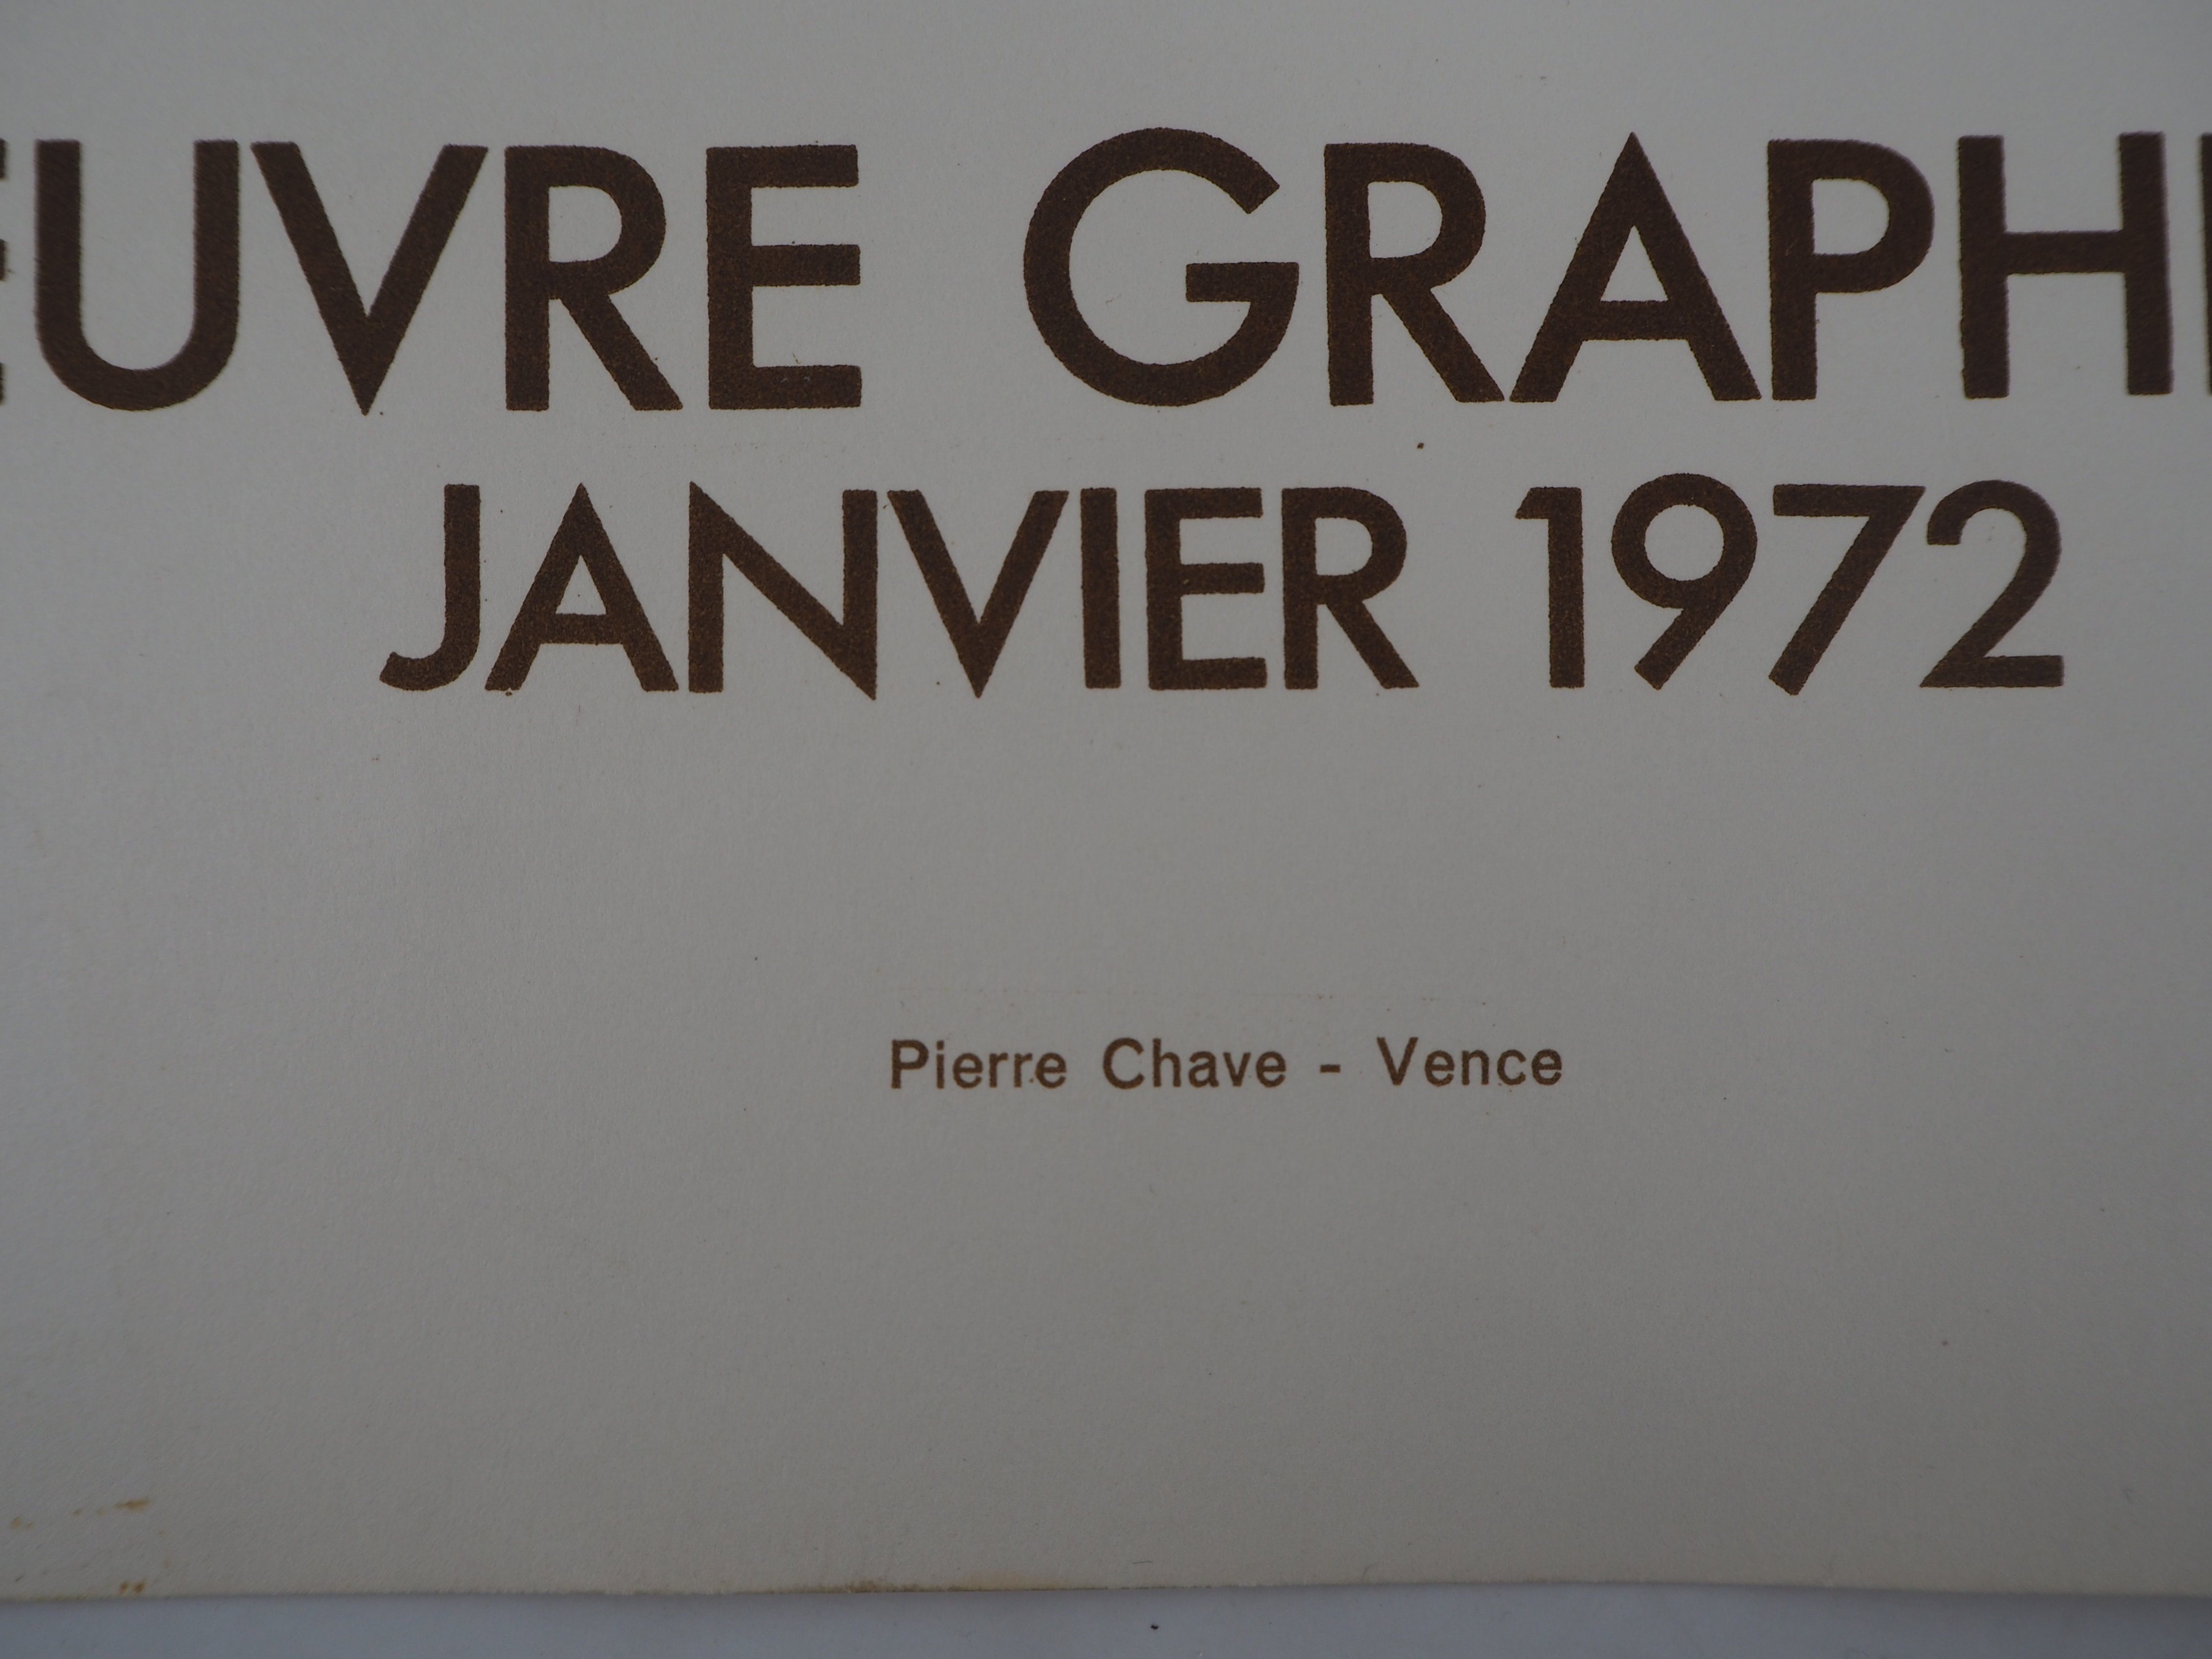 EUVRE GRAPHI
JANVIER 1972
Pierre Chave - Vence